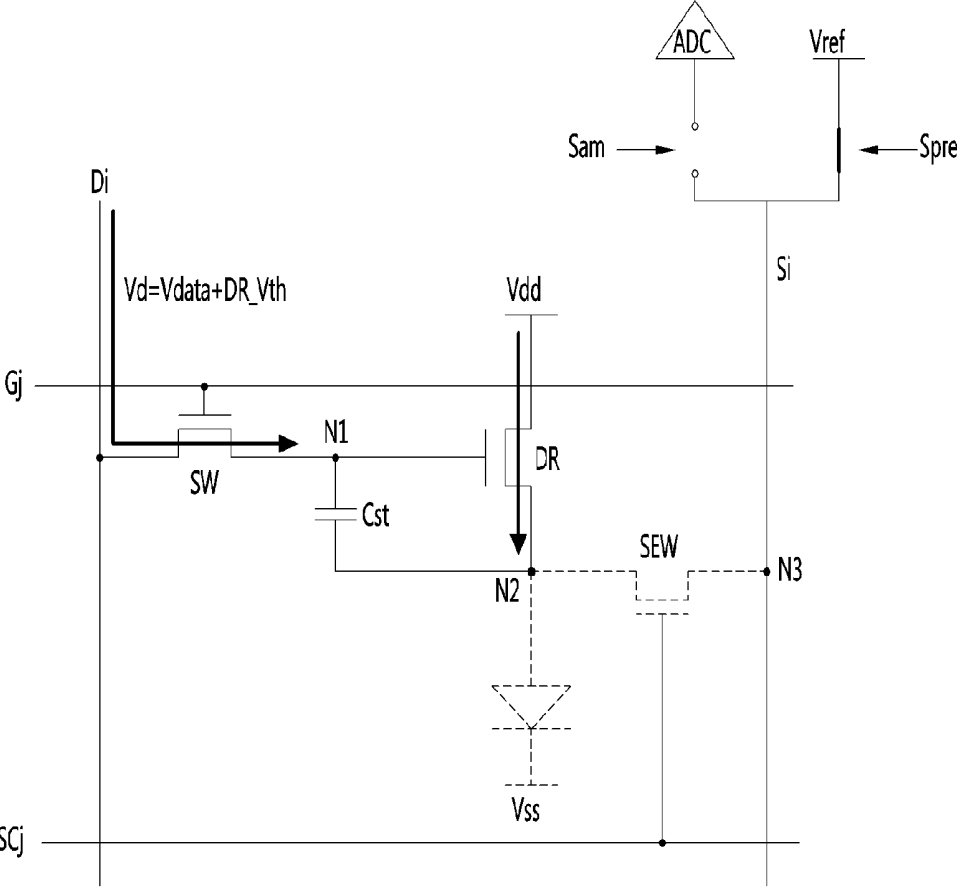 ADC
Vref
Sam
Spre
Di
Si
Vd=Vdata+DR_Vth
Vdd
Gj
N1
DR
SW
Cst
SEW
N3
N2
Vss
SCj